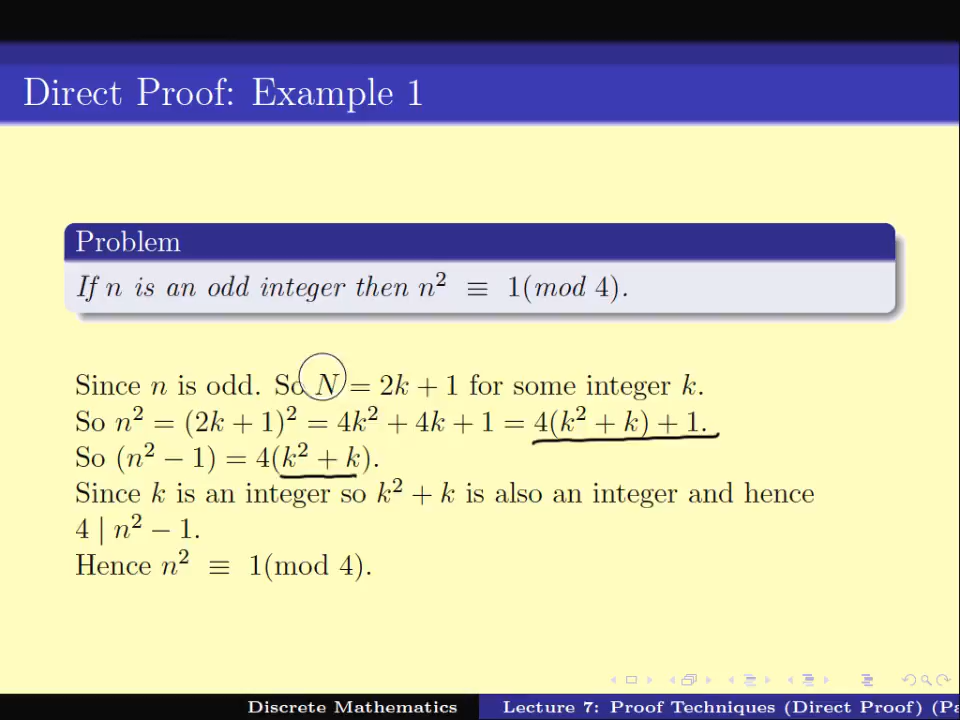 Direct Proof: Example 1
Problem
If n is an odd integer then n² ≡ 1(mod 4).
Since n is odd. So N = 2k + 1 for some integer k.
So n² = (2k + 1)² = 4k² + 4k + 1 = 4(k² + k) + 1.
So (n² − 1) = 4(k² + k).
Since k is an integer so k² + k is also an integer and hence
4 | n² − 1.
Hence n² ≡ 1(mod 4).
Discrete Mathematics
Lecture 7: Proof Techniques (Direct Proof) (Pa